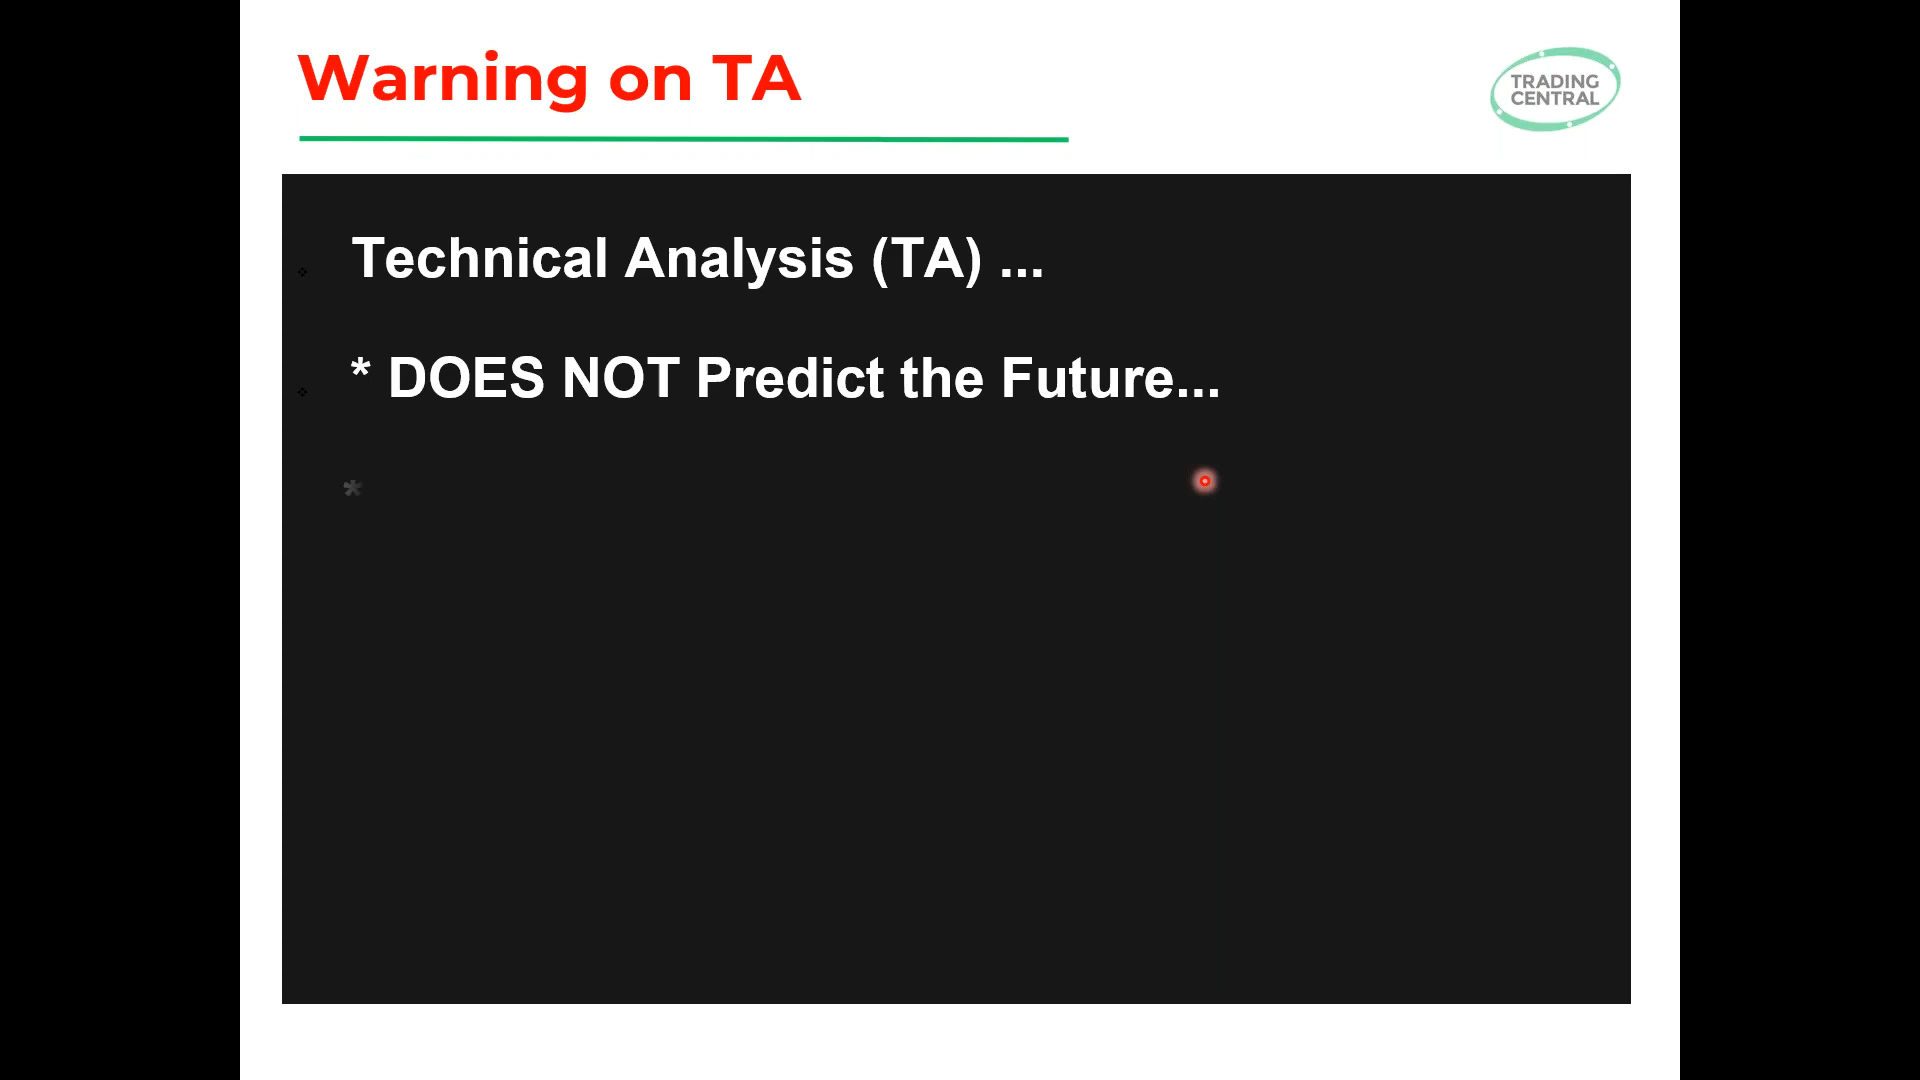 Warning on TA
TRADING
CENTRAL
Technical Analysis (TA) ...
* DOES NOT Predict the Future...
*